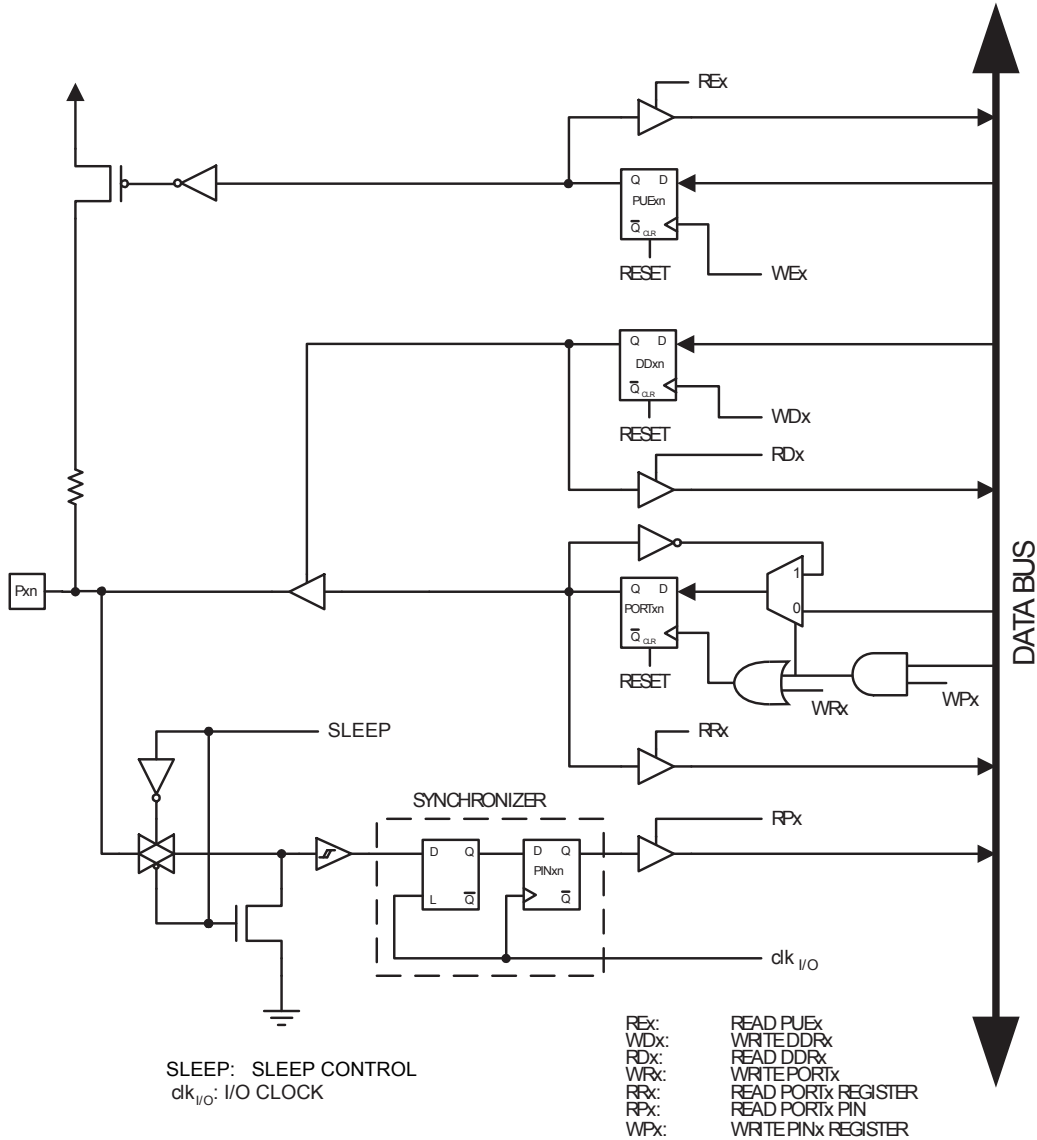 REx
Q D
PUExn
Q CLR
RESET
WEx
Q D
DDxn
Q CLR
RESET
WDx
RDx
Pxn
1
Q D
PORTxn
0
Q CLR
RESET
WRx
WPx
DATA BUS
SLEEP
RRx
SYNCHRONIZER
RPx
D Q
L Q
D Q
PINxn
Q
clk I/O
SLEEP: SLEEP CONTROL
clkI/O: I/O CLOCK
REx: READ PUEx
WDx: WRITE DDRx
RDx: READ DDRx
WRx: WRITE PORTx
RRx: READ PORTx REGISTER
RPx: READ PORTx PIN
WPx: WRITE PINx REGISTER